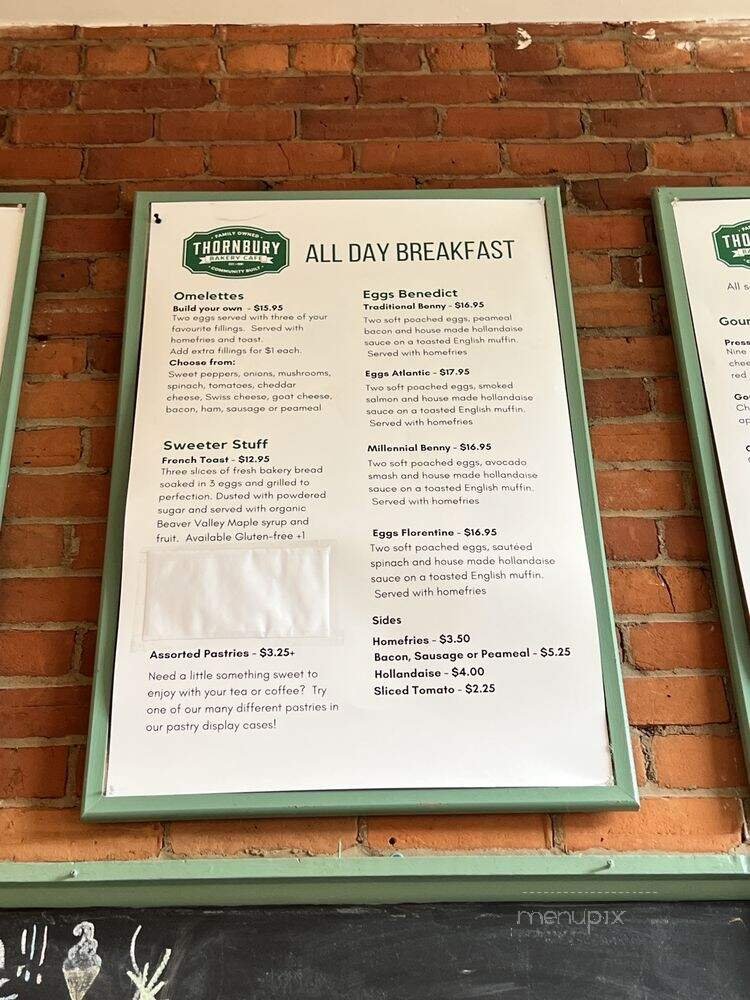 FAMILY OWNED
THORNBURY
BAKERY CAFE
COMMUNITY BUILT
ALL DAY BREAKFAST
Omelettes
Build your own - $15.95
Two eggs served with three of your
favourite fillings. Served with
homefries and toast.
Add extra fillings for $1 each.
Choose from:
Sweet peppers, onions, mushrooms,
spinach, tomatoes, cheddar
cheese, Swiss cheese, goat cheese,
bacon, ham, sausage or peameal
Sweeter Stuff
French Toast - $12.95
Three slices of fresh bakery bread
soaked in 3 eggs and grilled to
perfection. Dusted with powdered
sugar and served with organic
Beaver Valley Maple syrup and
fruit. Available Gluten-free +1
Assorted Pastries - $3.25+
Need a little something sweet to
enjoy with your tea or coffee? Try
one of our many different pastries in
our pastry display cases!
Eggs Benedict
Traditional Benny - $16.95
Two soft poached eggs, peameal
bacon and house made hollandaise
sauce on a toasted English muffin.
Served with homefries
Eggs Atlantic - $17.95
Two soft poached eggs, smoked
salmon and house made hollandaise
sauce on a toasted English muffin.
Served with homefries
Millennial Benny - $16.95
Two soft poached eggs, avocado
smash and house made hollandaise
sauce on a toasted English muffin.
Served with homefries
Eggs Florentine - $16.95
Two soft poached eggs, sautéed
spinach and house made hollandaise
sauce on a toasted English muffin.
Served with homefries
Sides
Homefries - $3.50
Bacon, Sausage or Peameal - $5.25
Hollandaise - $4.00
Sliced Tomato - $2.25
THO
All s
Gour
Press
Nine
chee
red
Go
Ch
ap
!!!
menupix